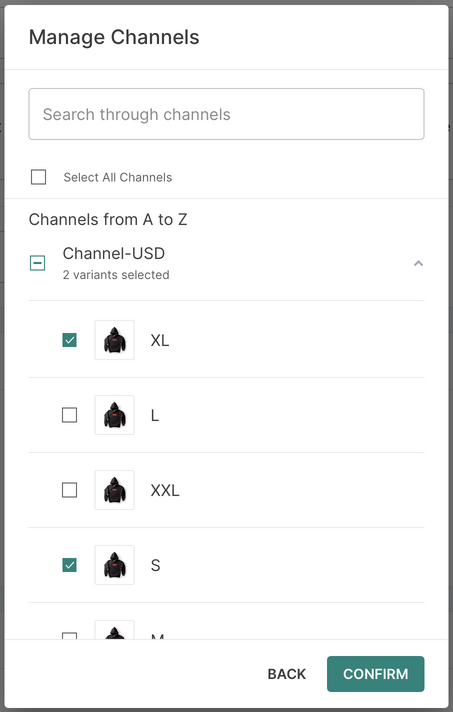 Manage Channels
Search through channels
Select All Channels
Channels from A to Z
Channel-USD
2 variants selected
XL
L
XXL
S
M
BACK
CONFIRM